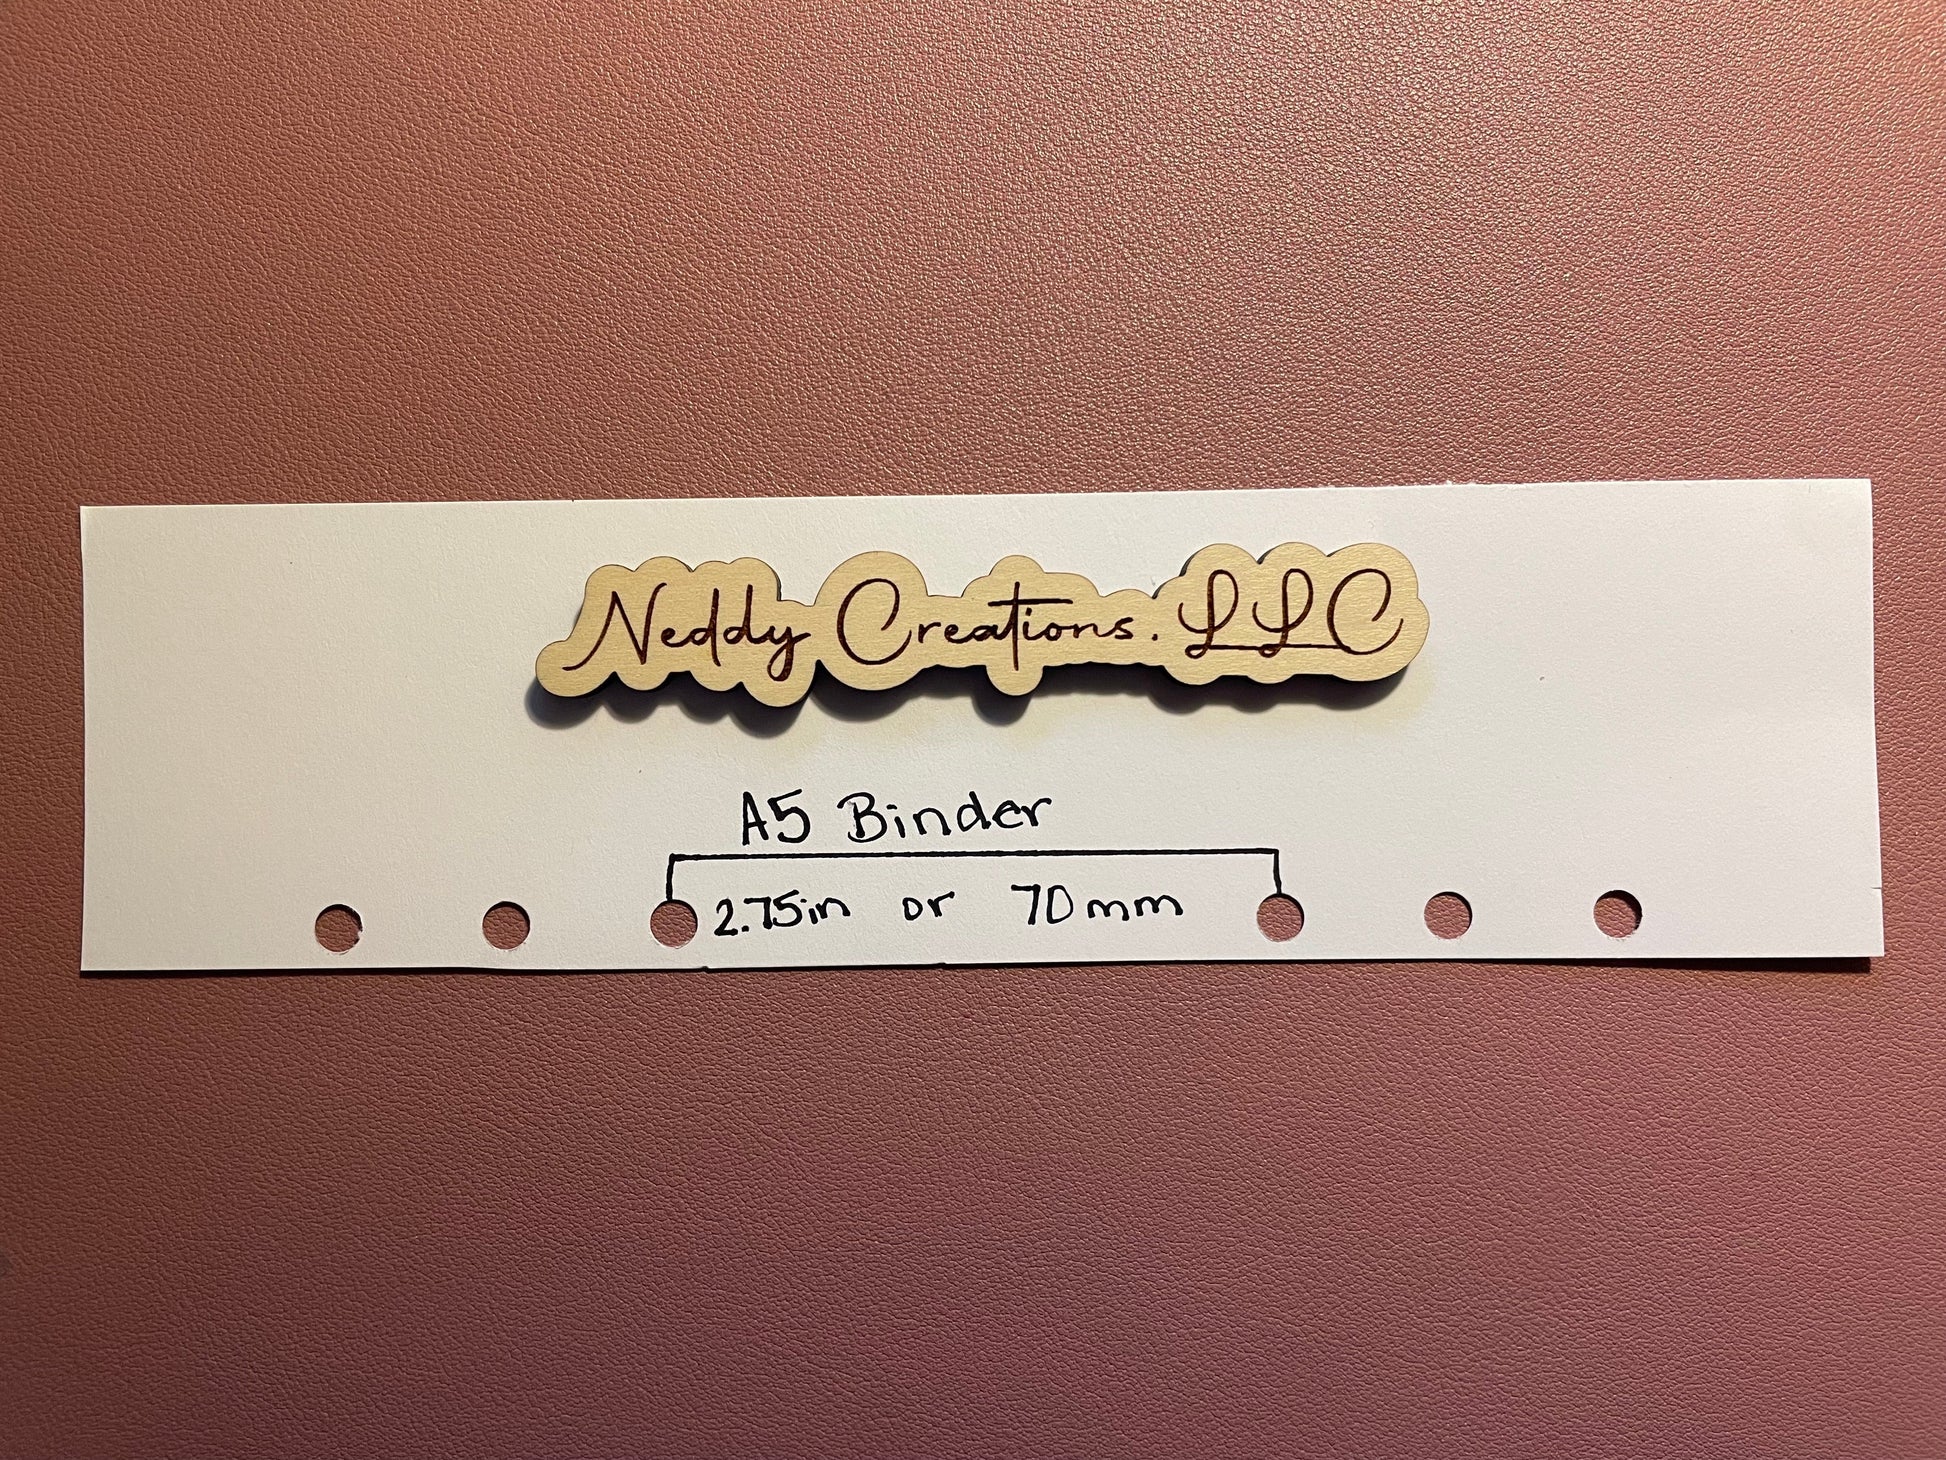 Neddy Creations. LLC
A5 Binder
2.75in or 70mm